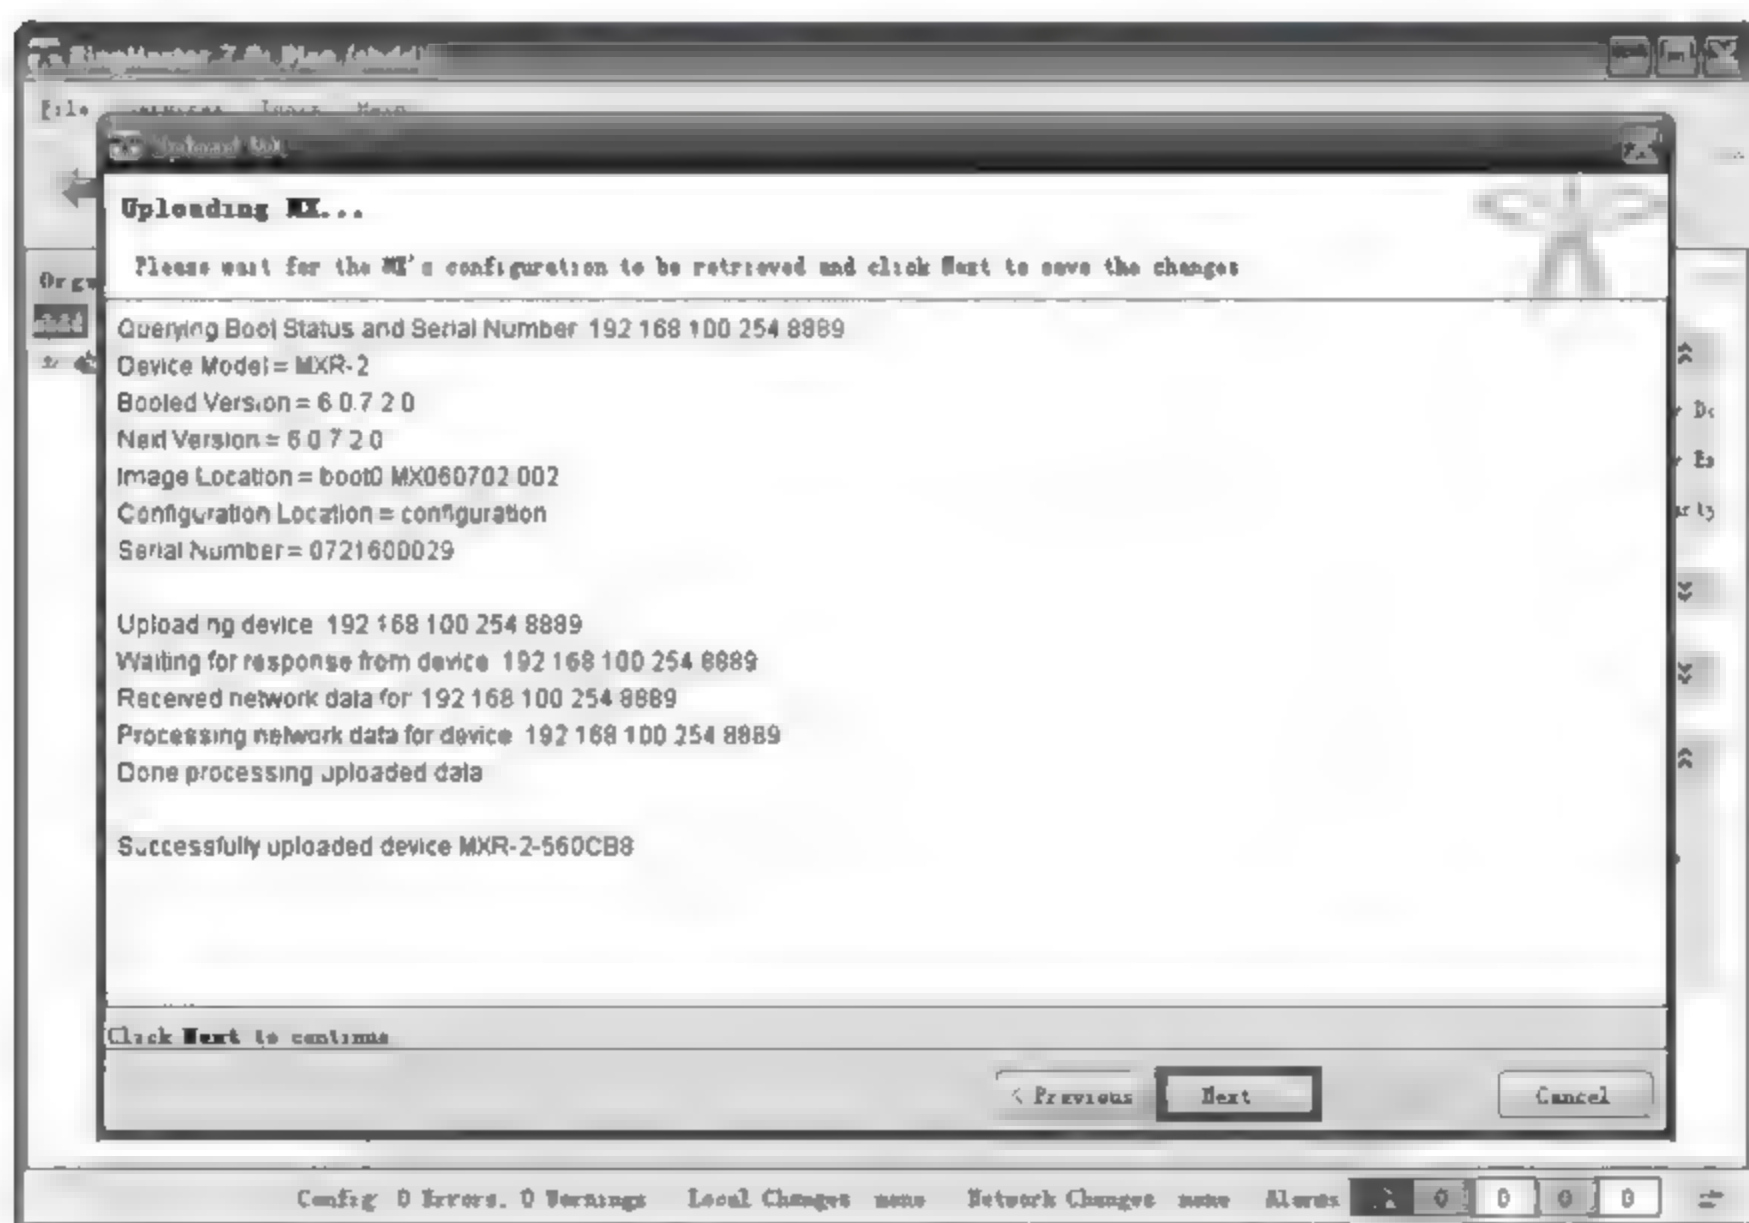 File
Upload MX
Uploading MX...
Please wait for the MX's configuration to be retrieved and click Next to save the changes
Querying Boot Status and Serial Number 192 168 100 254 8889
Device Model = MXR-2
Booted Version = 6 0.7 2 0
Next Version = 6 0 7 2 0
Image Location = boot0 MX060702 002
Configuration Location = configuration
Serial Number = 0721600029
Uploading device 192 168 100 254 8889
Waiting for response from device 192 168 100 254 8889
Received network data for 192 168 100 254 8889
Processing network data for device 192 168 100 254 8889
Done processing uploaded data
Successfully uploaded device MXR-2-560CB8
Click Next to continue
< Previous Next Cancel
Config 0 Errors. 0 Warnings Local Changes none Network Changes none Alarms 0 0 0 0